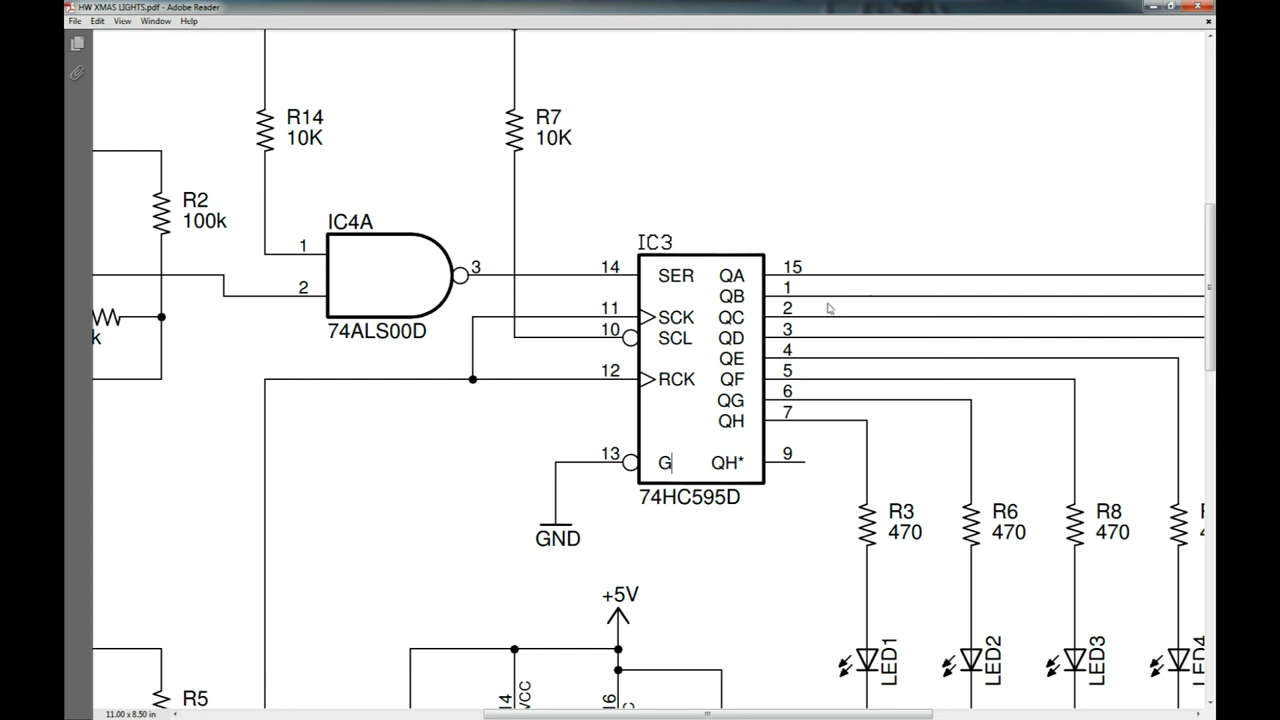 HW XMAS LIGHTS.pdf - Adobe Reader
File Edit View Window Help
R14
10K
R7
10K
R2
100k
IC4A
1
2
3
74ALS00D
k
IC3
14 SER QA 15
QB 1
11 SCK QC 2
10 SCL QD 3
QE 4
12 RCK QF 5
QG 6
QH 7
13 G QH* 9
74HC595D
GND
R3
470
R6
470
R8
470
+5V
LED1
LED2
LED3
LED4
R5
VCC
11.00 x 8.50 in